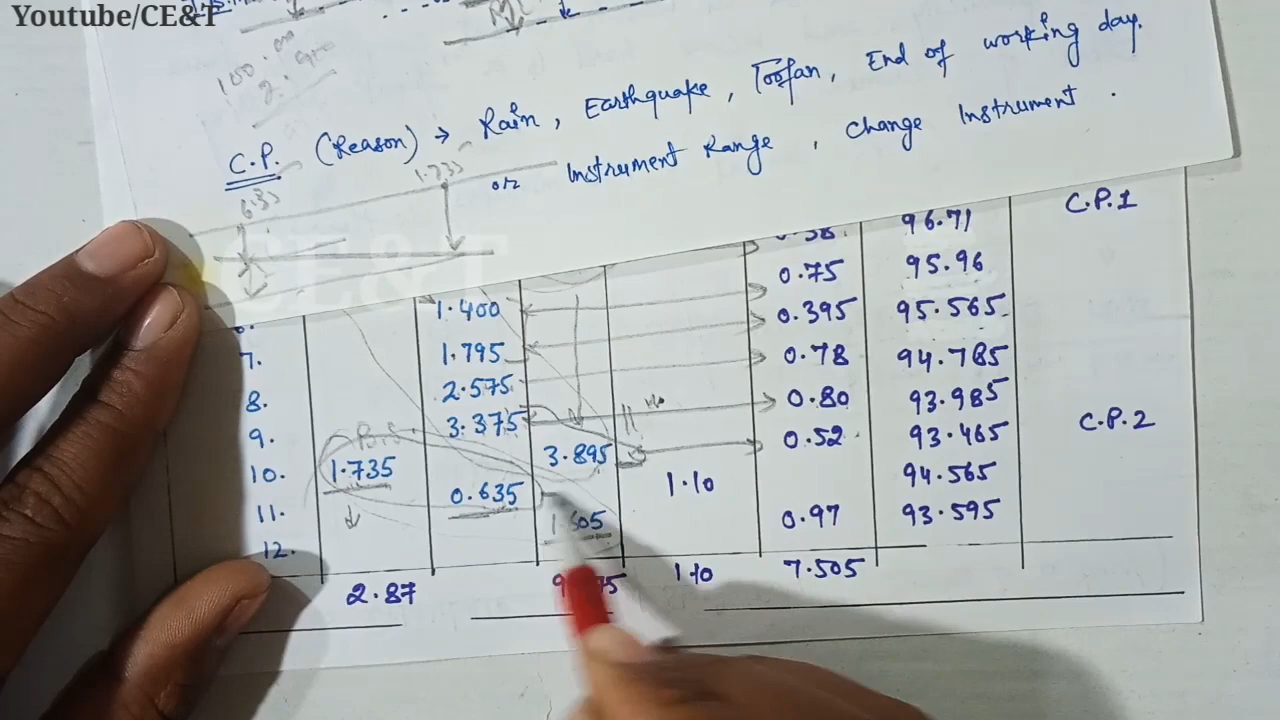 Youtube/CE&T
C.P. (Reason) → Rain, Earthquake, Toofan, End of working day.
or Instrument Range, Change Instrument.
1.735
CE&T
96.71 C.P.1
0.75 95.96
1.400 0.395 95.565
7. 1.795 0.78 94.785
8. 2.575 0.80 93.985
9. 3.375 0.52 93.465 C.P.2
B.S.
10. 1.735 3.895 94.565
11. 0.635 1.10 0.97 93.595
12.
2.87 1.10 7.505